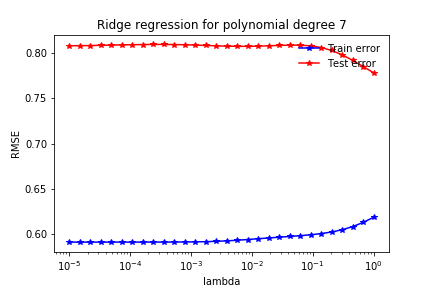 Ridge regression for polynomial degree 7
RMSE
0.80
0.75
0.70
0.65
0.60
Train error
Test error
10⁻⁵ 10⁻⁴ 10⁻³ 10⁻² 10⁻¹ 10⁰
lambda